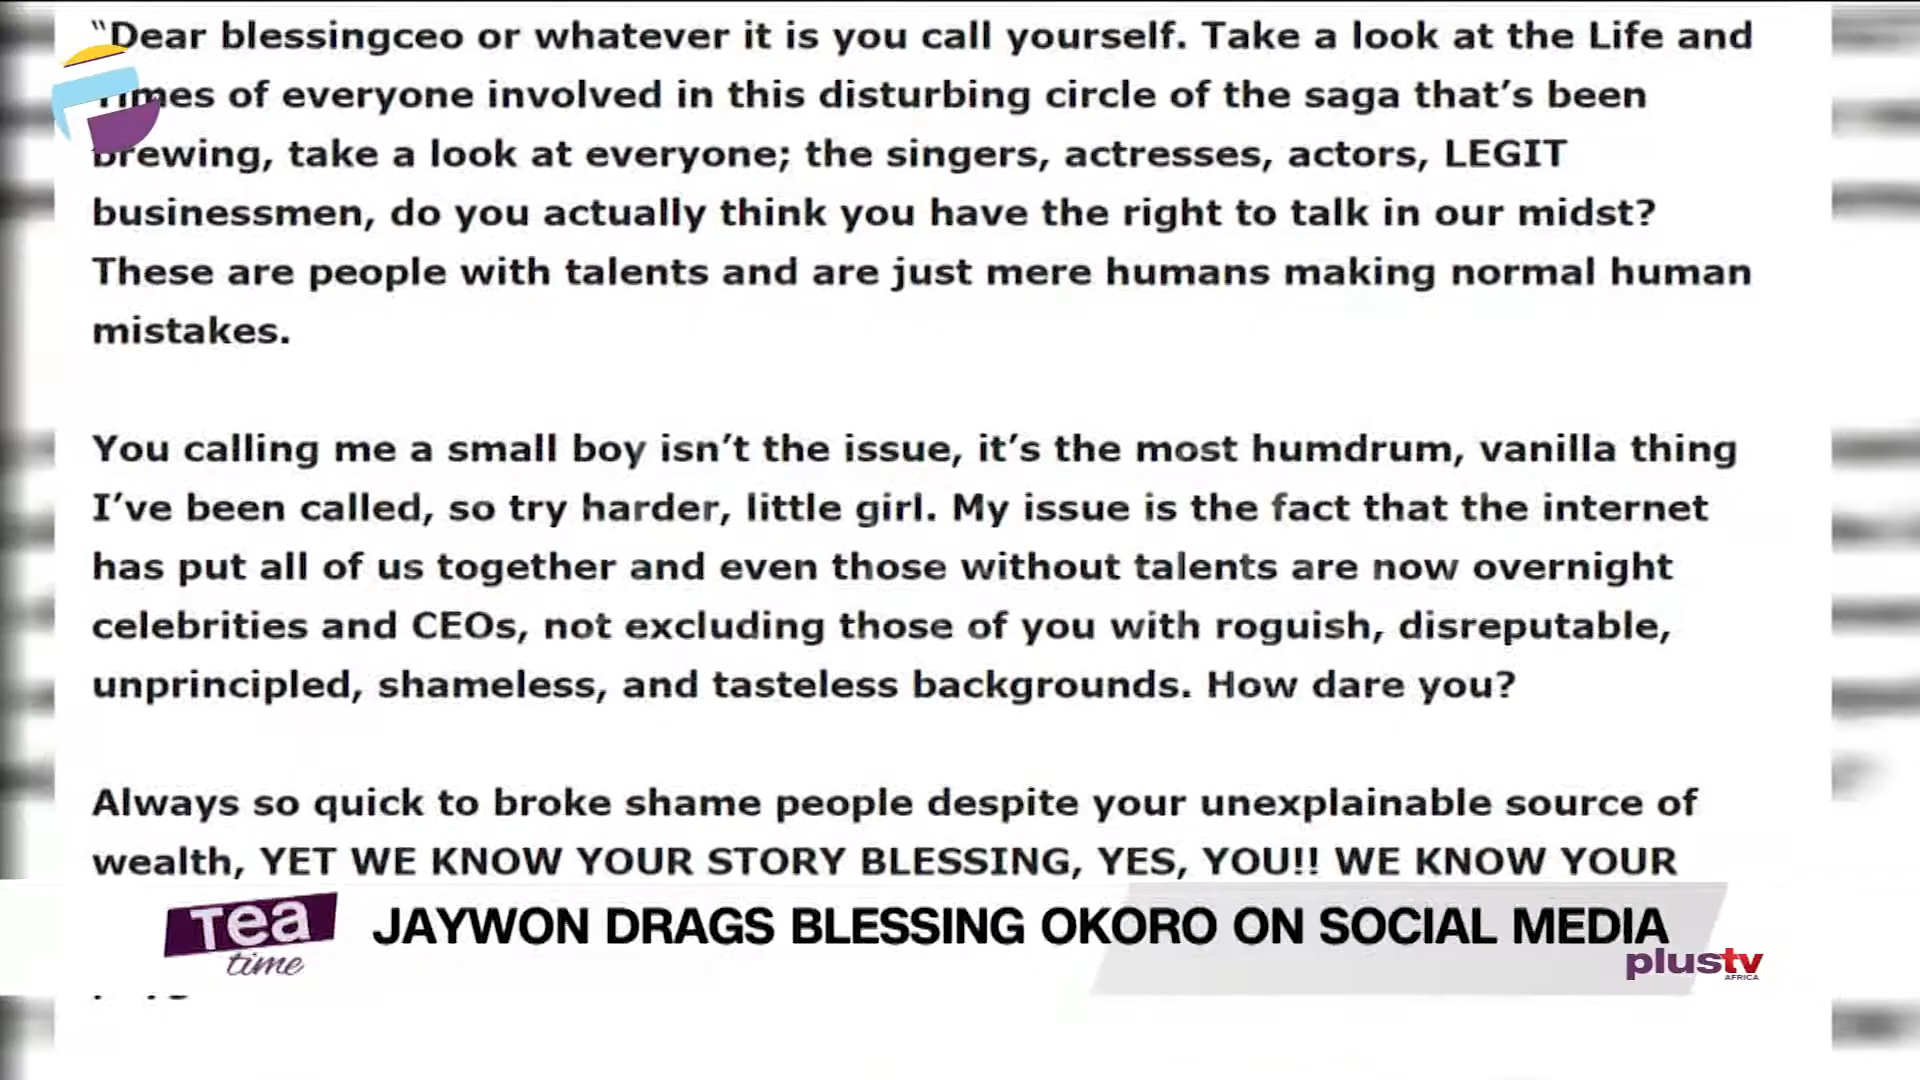 “Dear blessingceo or whatever it is you call yourself. Take a look at the Life and
Times of everyone involved in this disturbing circle of the saga that’s been
brewing, take a look at everyone; the singers, actresses, actors, LEGIT
businessmen, do you actually think you have the right to talk in our midst?
These are people with talents and are just mere humans making normal human
mistakes.
You calling me a small boy isn’t the issue, it’s the most humdrum, vanilla thing
I’ve been called, so try harder, little girl. My issue is the fact that the internet
has put all of us together and even those without talents are now overnight
celebrities and CEOs, not excluding those of you with roguish, disreputable,
unprincipled, shameless, and tasteless backgrounds. How dare you?
Always so quick to broke shame people despite your unexplainable source of
wealth, YET WE KNOW YOUR STORY BLESSING, YES, YOU!! WE KNOW YOUR
Tea
time
JAYWON DRAGS BLESSING OKORO ON SOCIAL MEDIA
plustv
AFRICA